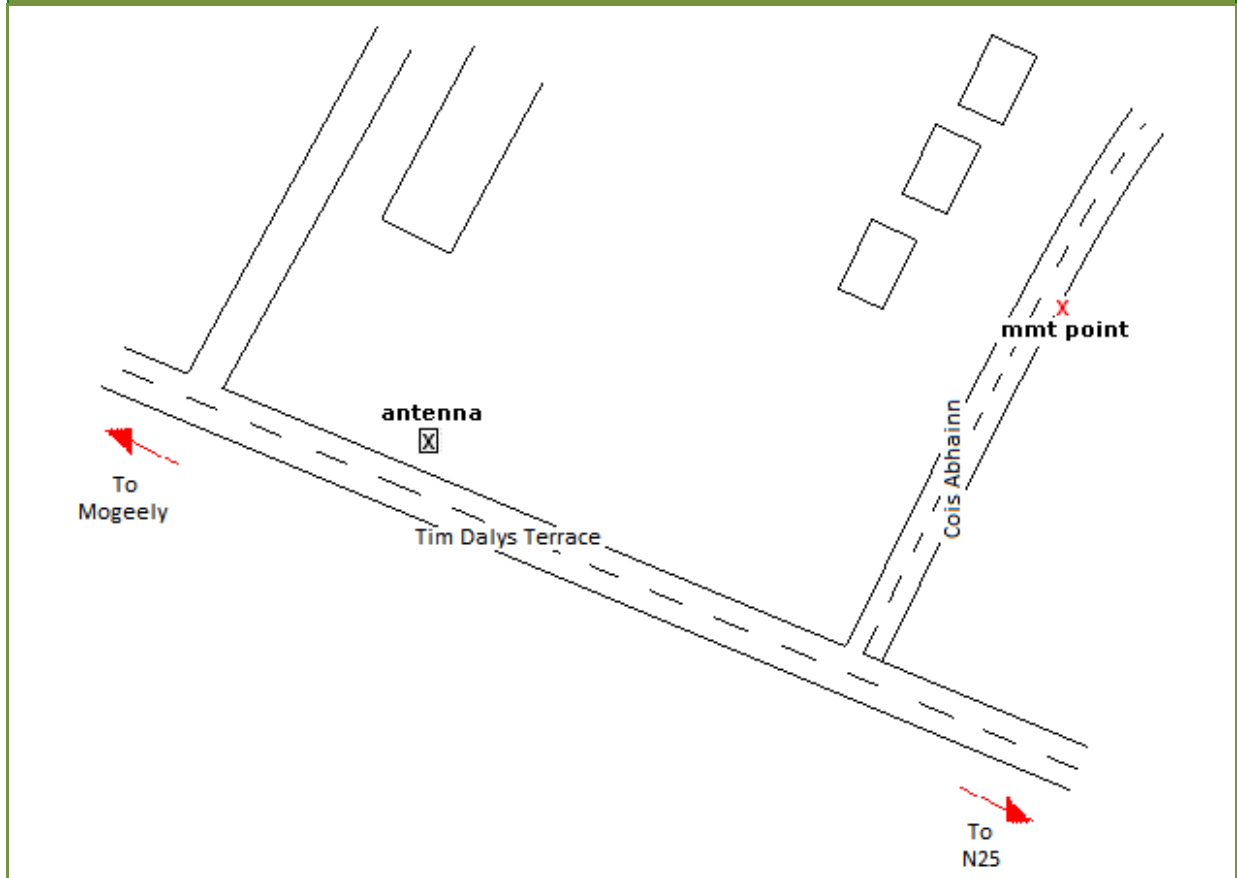 X
mmt point
antenna
X
Cois Abhainn
To
Mogeely
Tim Dalys Terrace
To
N25